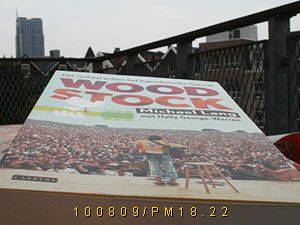 Het verhaal achter het legendarische festival
WOOD
STOCK
Michael Lang
met Holly George-Warren
CARRERA
100809/PM18.22